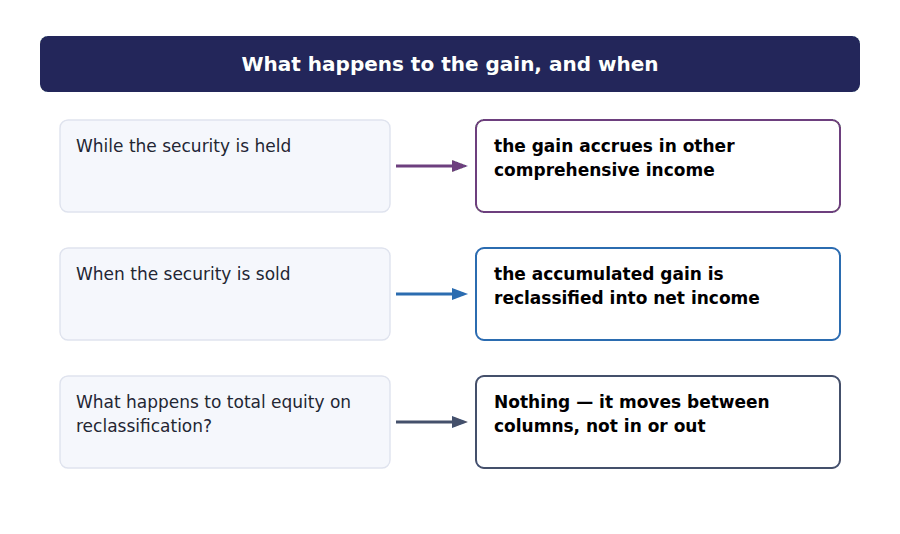 What happens to the gain, and when
While the security is held
the gain accrues in other
comprehensive income
When the security is sold
the accumulated gain is
reclassified into net income
What happens to total equity on
reclassification?
Nothing — it moves between
columns, not in or out